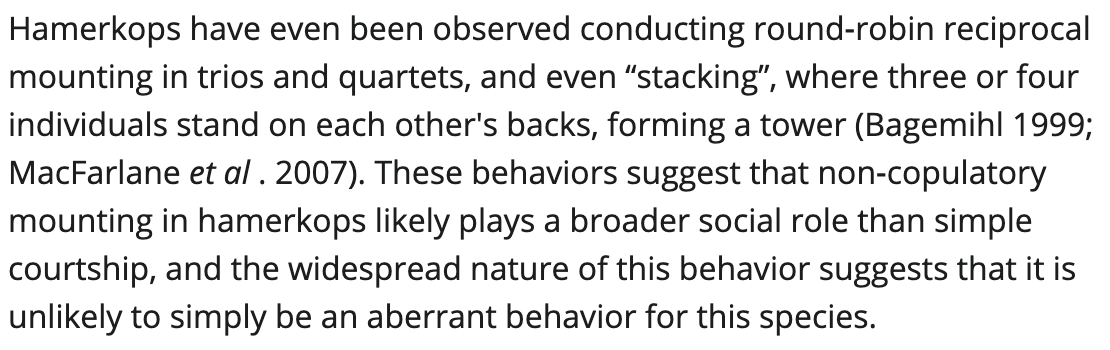 Hamerkops have even been observed conducting round-robin reciprocal
mounting in trios and quartets, and even “stacking”, where three or four
individuals stand on each other's backs, forming a tower (Bagemihl 1999;
MacFarlane et al . 2007). These behaviors suggest that non-copulatory
mounting in hamerkops likely plays a broader social role than simple
courtship, and the widespread nature of this behavior suggests that it is
unlikely to simply be an aberrant behavior for this species.